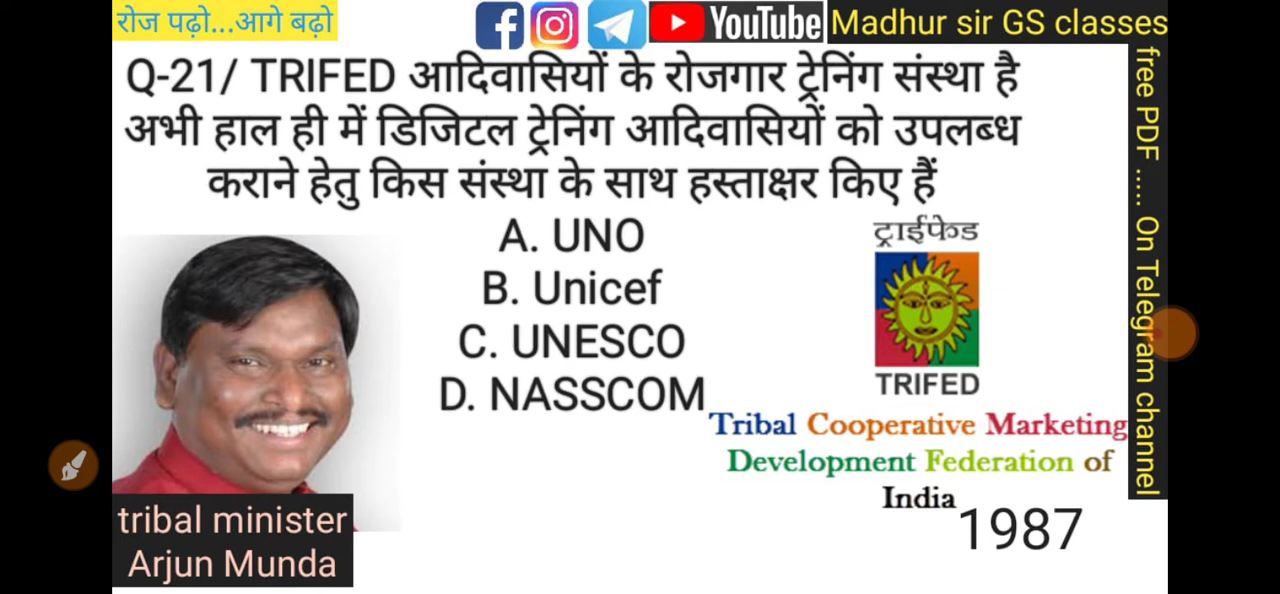 रोज पढ़ो...आगे बढ़ो
YouTube
Madhur sir GS classes
Q-21/ TRIFED आदिवासियों के रोजगार ट्रेनिंग संस्था है
अभी हाल ही में डिजिटल ट्रेनिंग आदिवासियों को उपलब्ध
कराने हेतु किस संस्था के साथ हस्ताक्षर किए हैं
A. UNO
B. Unicef
C. UNESCO
D. NASSCOM
ट्राईफेड
TRIFED
Tribal Cooperative Marketing
Development Federation of
India
1987
tribal minister
Arjun Munda
free PDF ..... On Telegram channel